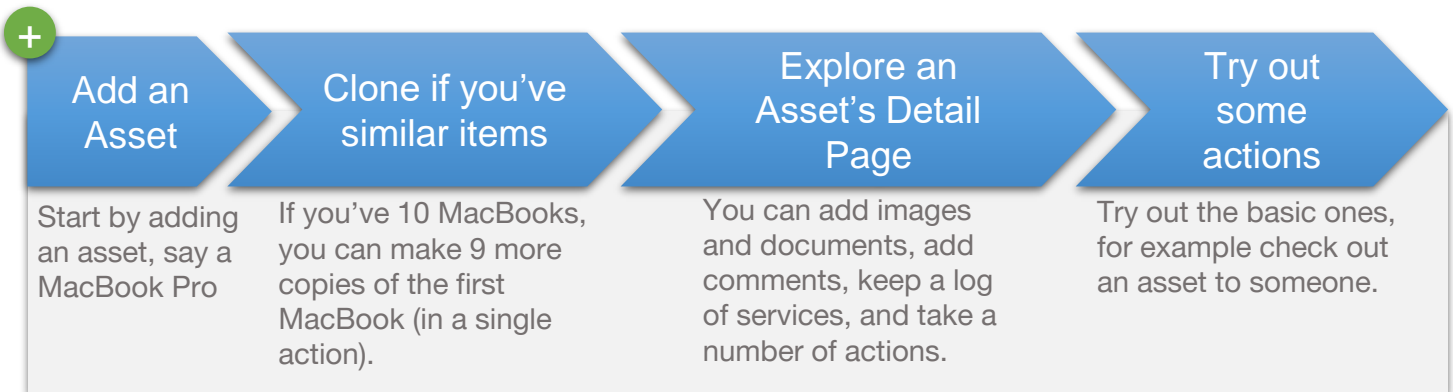 +
Add an
Asset
Clone if you’ve
similar items
Explore an
Asset’s Detail
Page
Try out
some
actions
Start by adding
an asset, say a
MacBook Pro
If you’ve 10 MacBooks,
you can make 9 more
copies of the first
MacBook (in a single
action).
You can add images
and documents, add
comments, keep a log
of services, and take a
number of actions.
Try out the basic ones,
for example check out
an asset to someone.